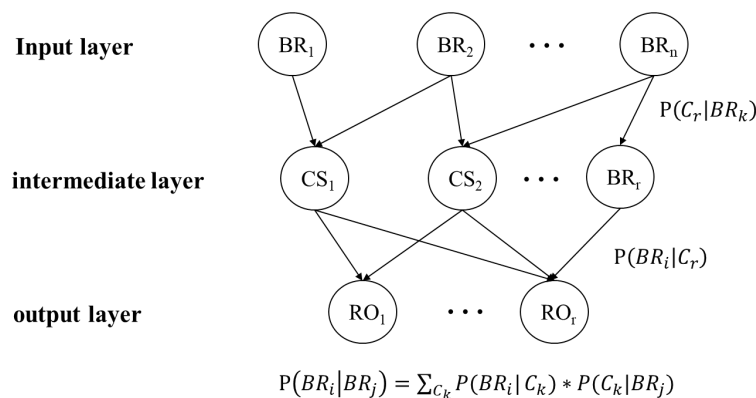 Input layer BR₁ BR₂ ··· BRₙ
P(Cᵣ|BRₖ)
intermediate layer CS₁ CS₂ ··· BRᵣ
P(BRᵢ|Cᵣ)
output layer RO₁ ··· ROᵣ
P(BRᵢ|BRⱼ) = ∑_{Cₖ} P(BRᵢ|Cₖ) * P(Cₖ|BRⱼ)